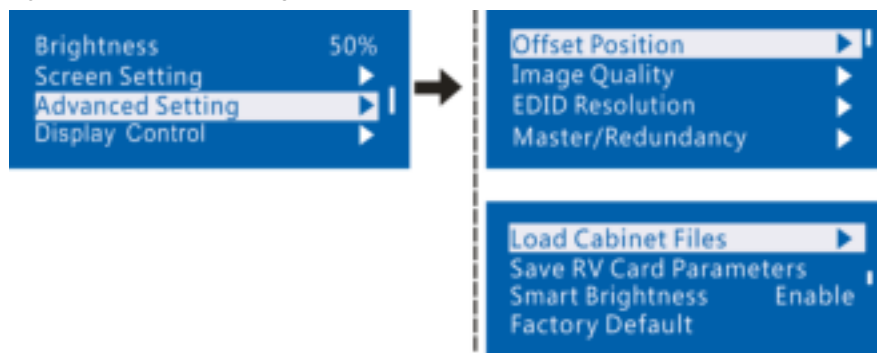 Brightness 50%
Screen Setting
Advanced Setting
Display Control
Offset Position
Image Quality
EDID Resolution
Master/Redundancy
Load Cabinet Files
Save RV Card Parameters
Smart Brightness Enable
Factory Default